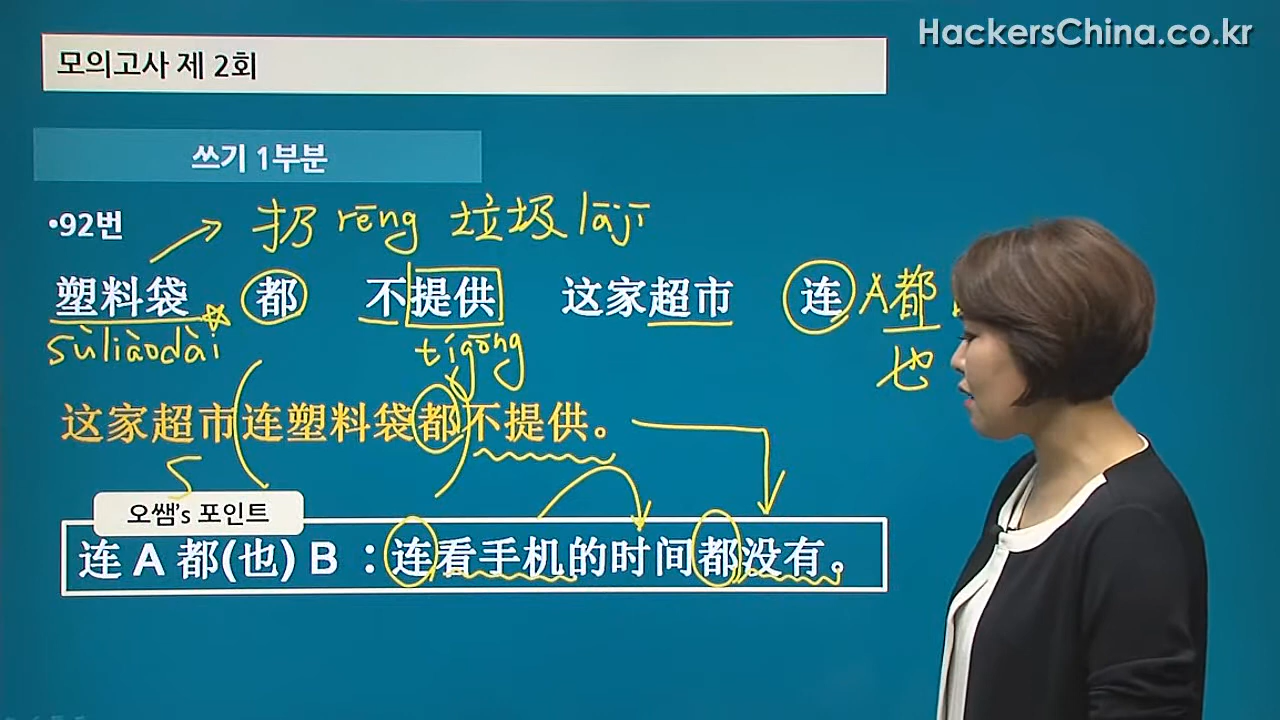 HackersChina.co.kr
모의고사 제 2회
쓰기 1부분
•92번
扔 rēng 垃圾 lājī
塑料袋 都 不提供 这家超市 连 A都
sùliàodài tígōng 也
这家超市连塑料袋都不提供。
S
오쌤's 포인트
连 A 都(也) B : 连看手机的时间都没有。